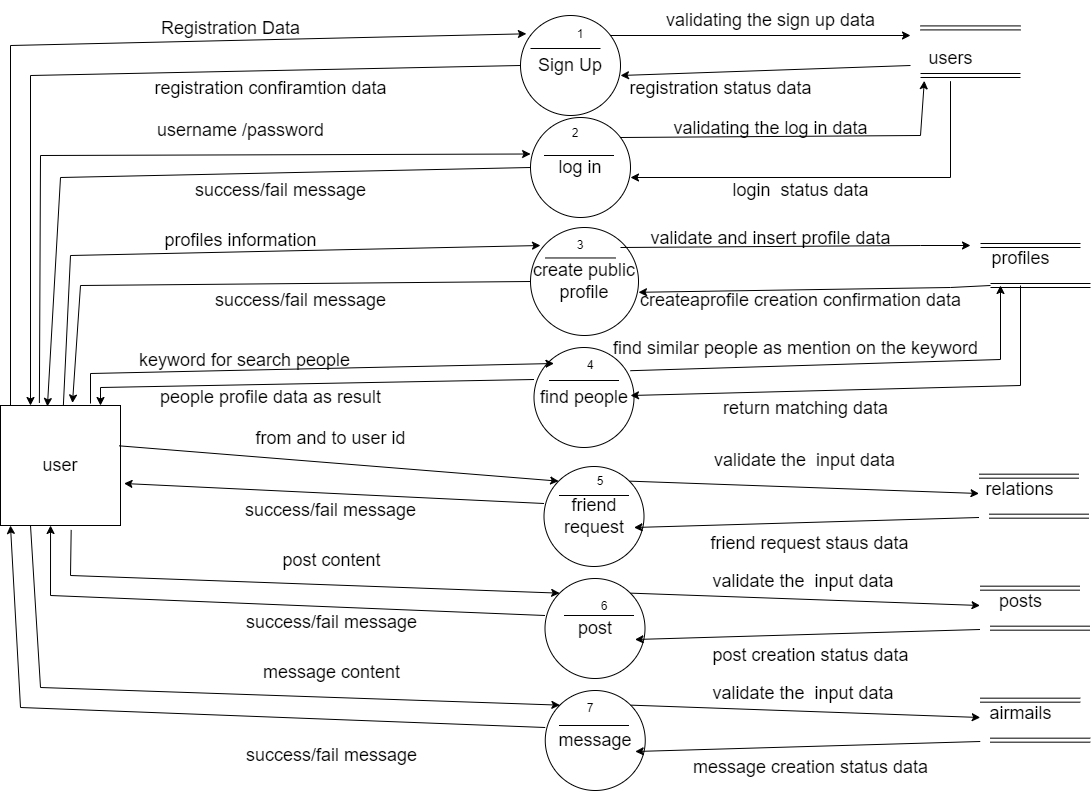 Registration Data
1
validating the sign up data
Sign Up
users
registration confiramtion data
registration status data
username /password
2
validating the log in data
log in
success/fail message
login  status data
profiles information
3
validate and insert profile data
create public
profile
profiles
success/fail message
createaprofile creation confirmation data
keyword for search people
4
find similar people as mention on the keyword
people profile data as result
find people
return matching data
from and to user id
user
5
validate the  input data
friend
request
relations
success/fail message
friend request staus data
post content
6
validate the  input data
post
posts
success/fail message
post creation status data
message content
7
validate the  input data
message
airmails
success/fail message
message creation status data